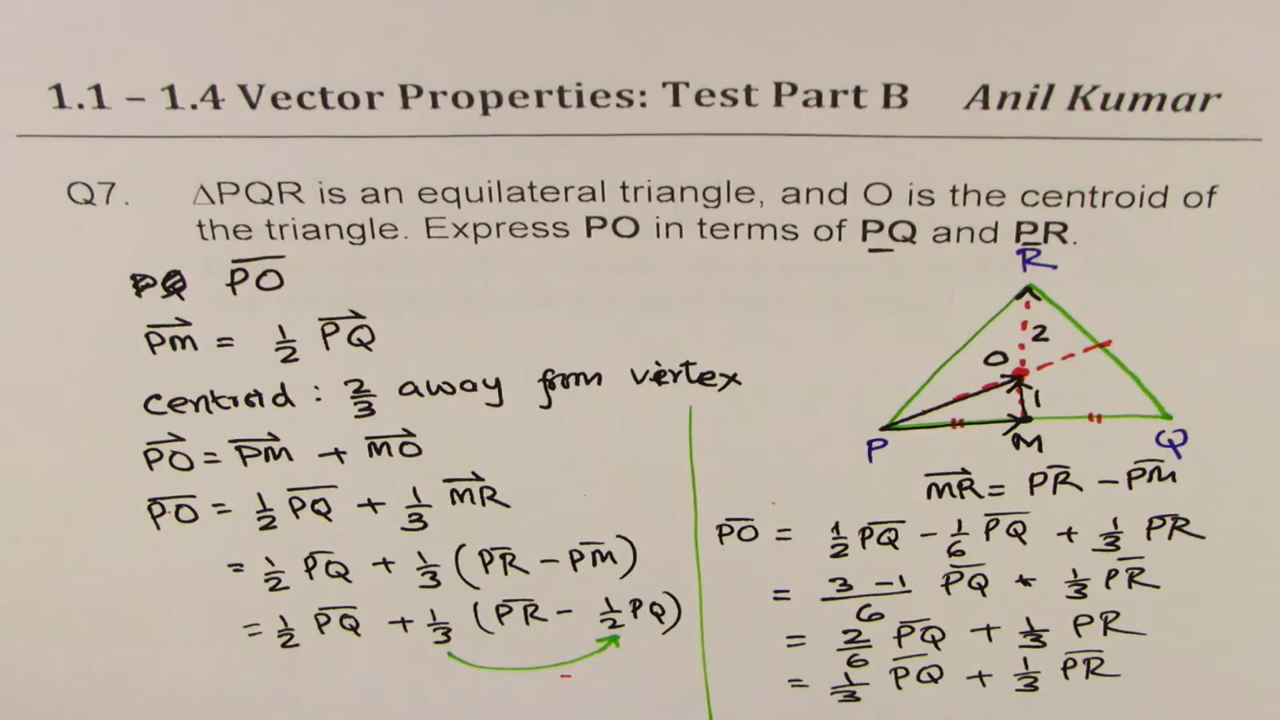 1.1 – 1.4 Vector Properties: Test Part B Anil Kumar
Q7. ΔPQR is an equilateral triangle, and O is the centroid of
the triangle. Express PO in terms of PQ and PR.
PO
PM = 1/2 PQ
centroid : 2/3 away from vertex
PO = PM + MO
PO = 1/2 PQ + 1/3 MR
= 1/2 PQ + 1/3 (PR - PM)
= 1/2 PQ + 1/3 (PR - 1/2 PQ)
R
2
O
1
P
M
Q
MR = PR - PM
PO = 1/2 PQ - 1/6 PQ + 1/3 PR
= 3-1/6 PQ + 1/3 PR
= 2/6 PQ + 1/3 PR
= 1/3 PQ + 1/3 PR